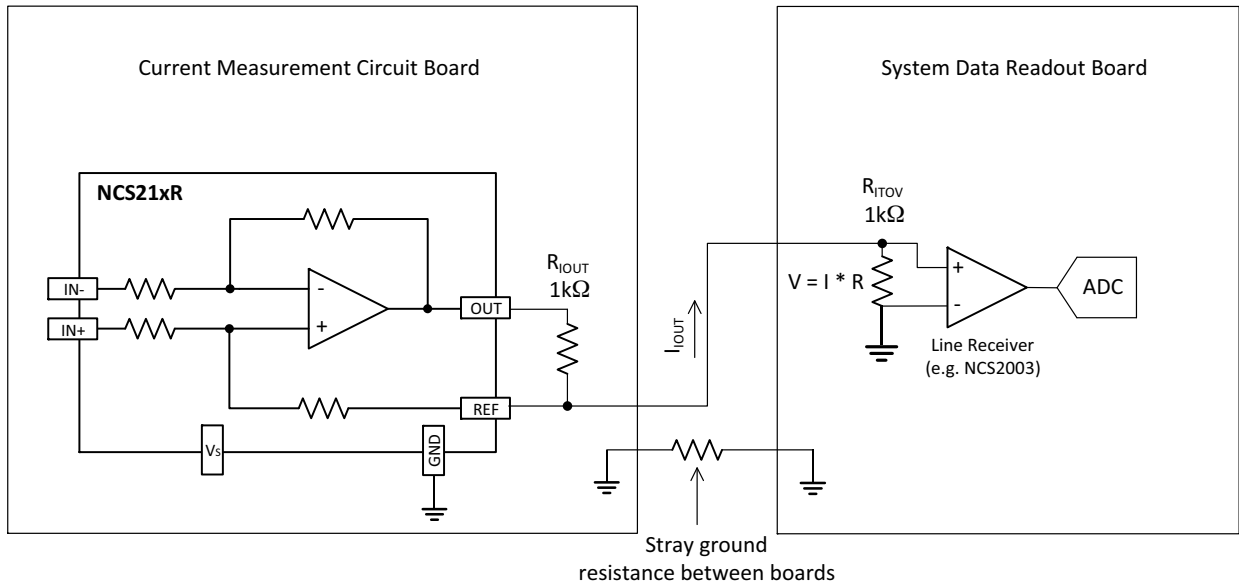 Current Measurement Circuit Board
System Data Readout Board
NCS21xR
IN-
IN+
-
+
OUT
REF
Vs
GND
RIOUT
1kΩ
IIOUT
RITOV
1kΩ
V = I * R
+
-
ADC
Line Receiver
(e.g. NCS2003)
Stray ground
resistance between boards